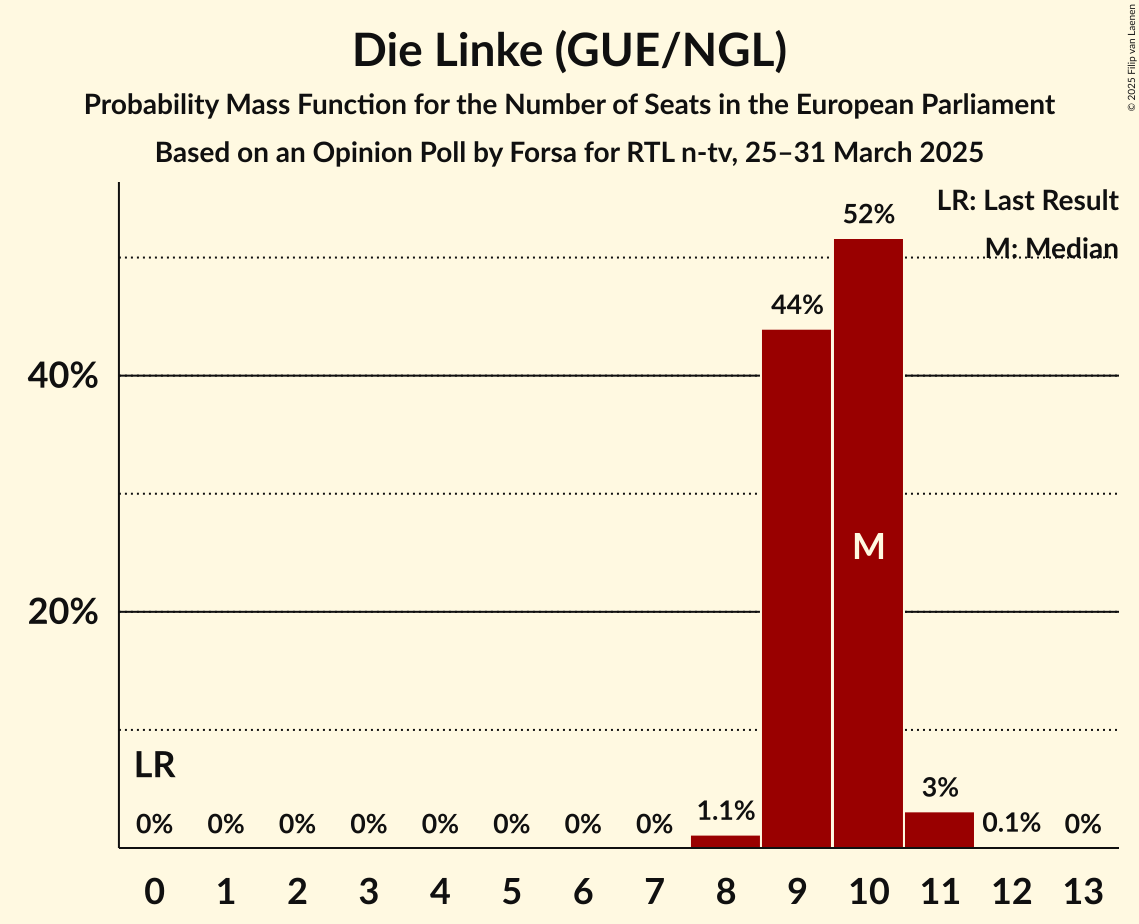 Die Linke (GUE/NGL)
Probability Mass Function for the Number of Seats in the European Parliament
Based on an Opinion Poll by Forsa for RTL n-tv, 25–31 March 2025
© 2025 Filip van Laenen
LR: Last Result
M: Median
52%
44%
40%
M
20%
LR
0% 0% 0% 0% 0% 0% 0% 0% 1.1% 3% 0.1% 0%
0 1 2 3 4 5 6 7 8 9 10 11 12 13